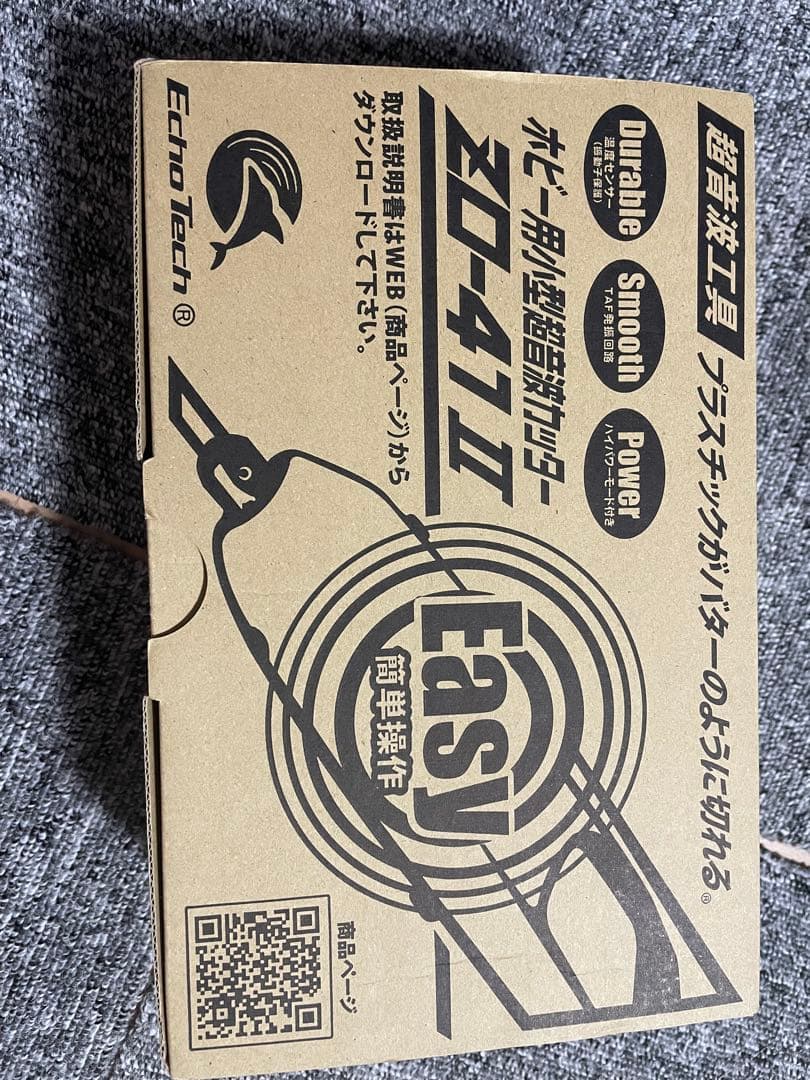 超音波工具 プラスチックがバターのように切れる。®
Durable
温度センサー
(振動子保護)
Smooth
TAF発振回路
Power
ハイパワーモード付き
ホビー用小型超音波カッター
ZO-41 II
取扱説明書はWEB(商品ページ)から
ダウンロードして下さい。
Easy
簡単操作
Echo Tech®
商品ページ